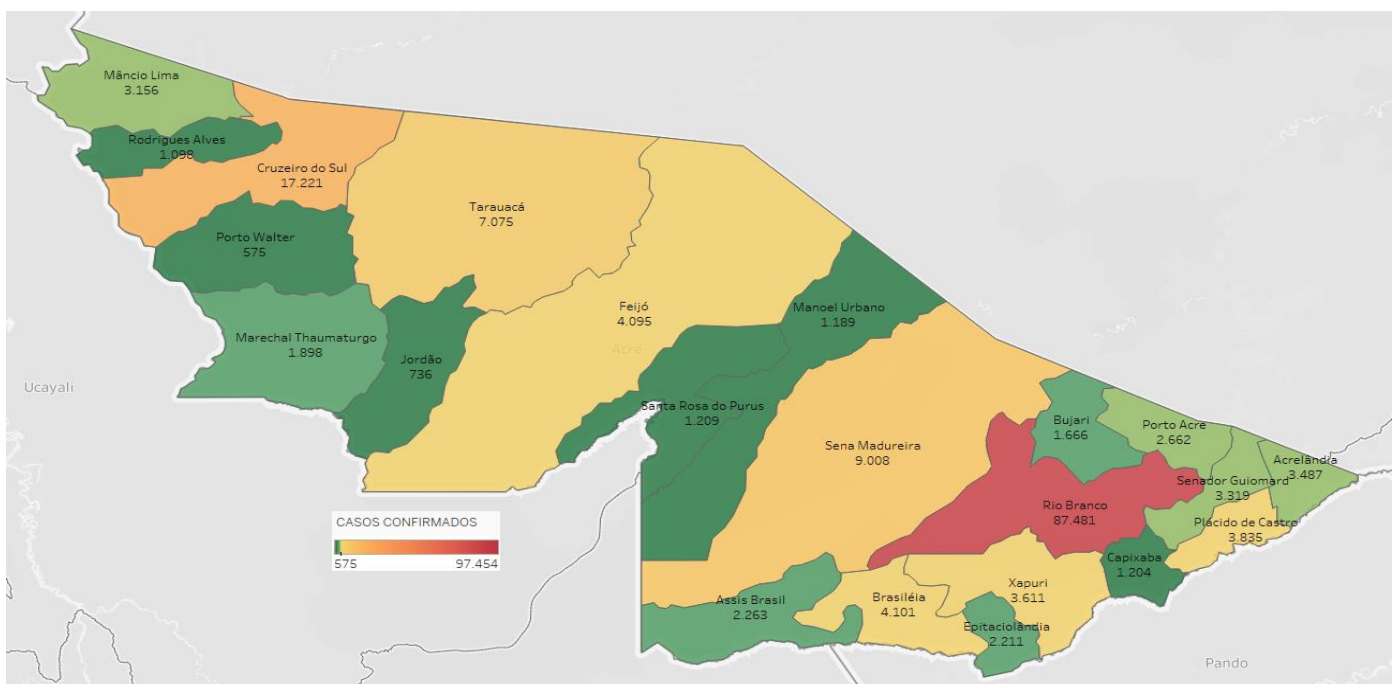 Mâncio Lima
3.156
Rodrigues Alves
1.098
Cruzeiro do Sul
17.221
Tarauacá
7.075
Porto Walter
575
Feijó
4.095
Acre
Manoel Urbano
1.189
Marechal Thaumaturgo
1.898
Jordão
736
Ucayali
Santa Rosa do Purus
1.209
Sena Madureira
9.008
Bujari
1.666
Porto Acre
2.662
Acrelândia
3.487
Senador Guiomard
3.319
Rio Branco
87.481
Plácido de Castro
3.835
CASOS CONFIRMADOS
575
97.454
Capixaba
1.204
Xapuri
3.611
Assis Brasil
2.263
Brasiléia
4.101
Epitaciolândia
2.211
Pando